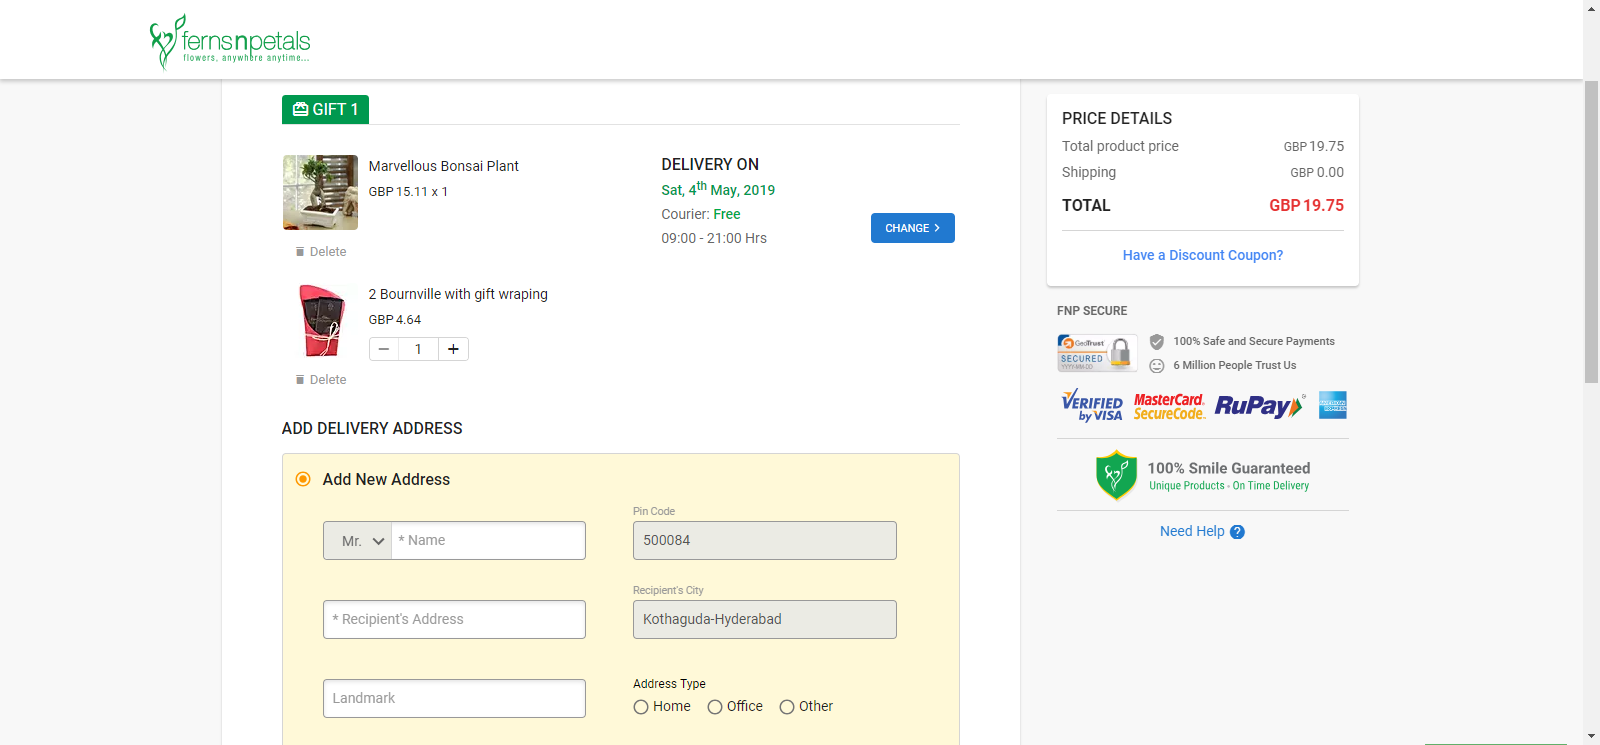 fernsnpetals
flowers, anywhere anytime...
GIFT 1
Marvellous Bonsai Plant
GBP 15.11 x 1
Delete
DELIVERY ON
Sat, 4th May, 2019
Courier: Free
09:00 - 21:00 Hrs
CHANGE
2 Bournville with gift wraping
GBP 4.64
1
Delete
ADD DELIVERY ADDRESS
Add New Address
Mr.
* Name
Pin Code
500084
* Recipient's Address
Recipient's City
Kothaguda-Hyderabad
Landmark
Address Type
Home Office Other
PRICE DETAILS
Total product price GBP 19.75
Shipping GBP 0.00
TOTAL GBP 19.75
Have a Discount Coupon?
FNP SECURE
GeoTrust
SECURED
YYYY-MM-DD
100% Safe and Secure Payments
6 Million People Trust Us
VERIFIED
by VISA
MasterCard.
SecureCode.
RuPay
AMERICAN
EXPRESS
100% Smile Guaranteed
Unique Products - On Time Delivery
Need Help ?